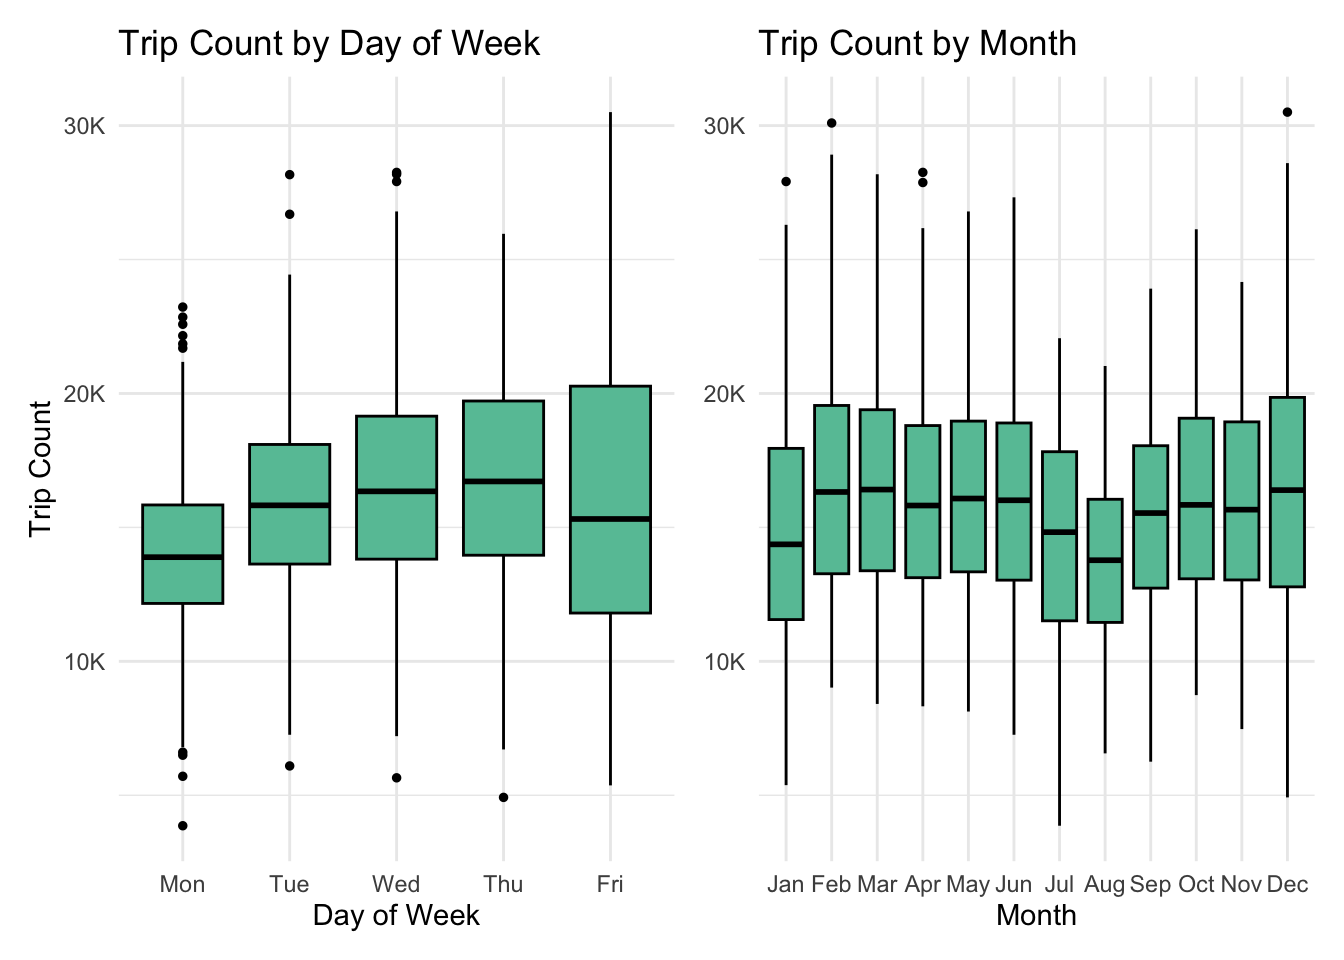 Trip Count by Day of Week
Trip Count
30K
20K
10K
Mon Tue Wed Thu Fri
Day of Week
Trip Count by Month
30K
20K
10K
Jan Feb Mar Apr May Jun Jul Aug Sep Oct Nov Dec
Month